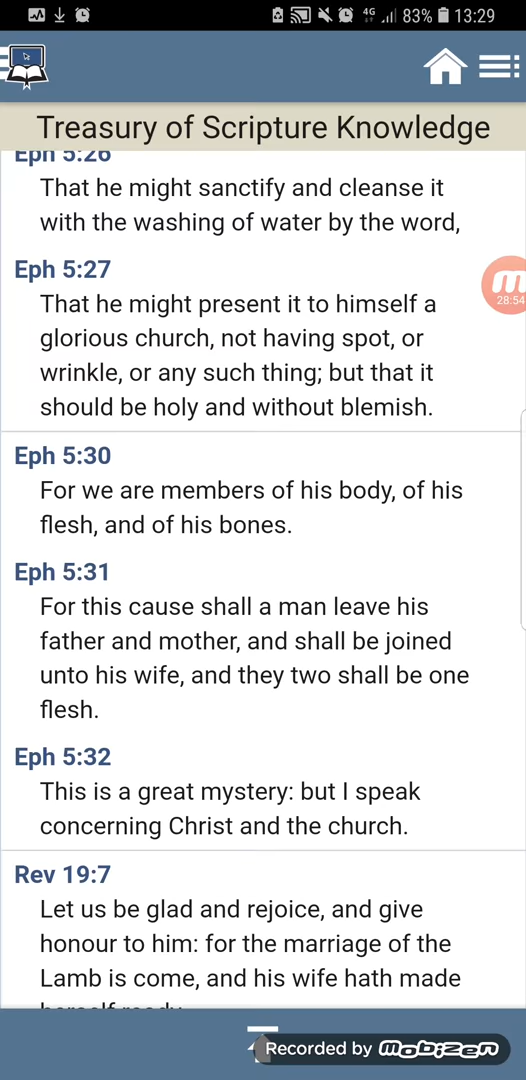 4G 83% 13:29
Treasury of Scripture Knowledge
Eph 5:26
That he might sanctify and cleanse it
with the washing of water by the word,
Eph 5:27
That he might present it to himself a
glorious church, not having spot, or
wrinkle, or any such thing; but that it
should be holy and without blemish.
m
28:54
Eph 5:30
For we are members of his body, of his
flesh, and of his bones.
Eph 5:31
For this cause shall a man leave his
father and mother, and shall be joined
unto his wife, and they two shall be one
flesh.
Eph 5:32
This is a great mystery: but I speak
concerning Christ and the church.
Rev 19:7
Let us be glad and rejoice, and give
honour to him: for the marriage of the
Lamb is come, and his wife hath made
herself ready.
Recorded by mobizen